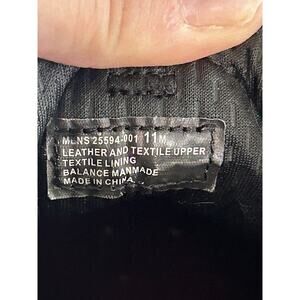 MENS 25594-001 11M
LEATHER AND TEXTILE UPPER
TEXTILE LINING
BALANCE MANMADE
MADE IN CHINA